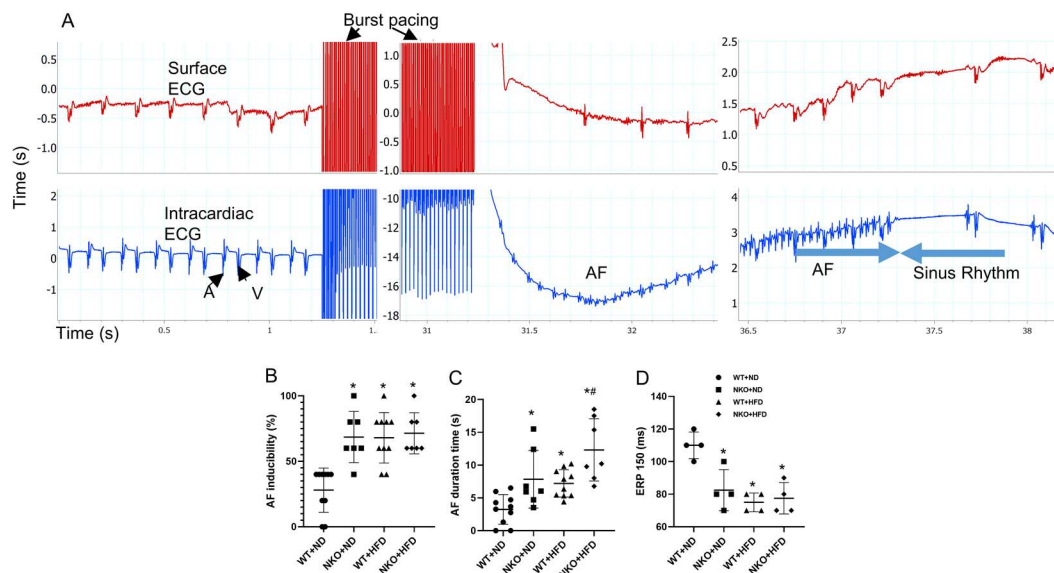 A
Burst pacing
0.5
0.0
-0.5
-1.0
Surface
ECG
1.0
0.5
0.0
-0.5
-1.0
2.5
2.0
1.5
1.0
0.5
Time (s)
2
1
0
-1
Intracardiac
ECG
A
V
-10
-12
-14
-16
-18
AF
4
3
2
1
AF
Sinus Rhythm
Time (s)
0.5
1
1.
31
31.5
32
36.5
37
37.5
38
B
AF inducibility (%)
100
50
0
*
*
*
WT+ND
NKO+ND
WT+HFD
NKO+HFD
C
AF duration time (s)
20
15
10
5
0
*
*
*#
WT+ND
NKO+ND
WT+HFD
NKO+HFD
D
WT+ND
NKO+ND
WT+HFD
NKO+HFD
ERP 150 (ms)
140
120
100
80
60
*
*
*
WT+ND
NKO+ND
WT+HFD
NKO+HFD